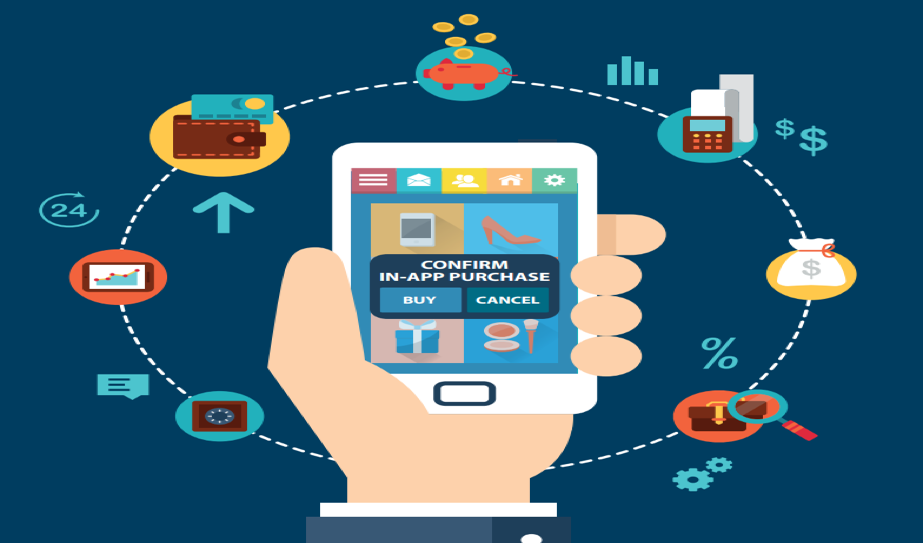 $ $
24
CONFIRM
IN-APP PURCHASE
BUY CANCEL
$
%